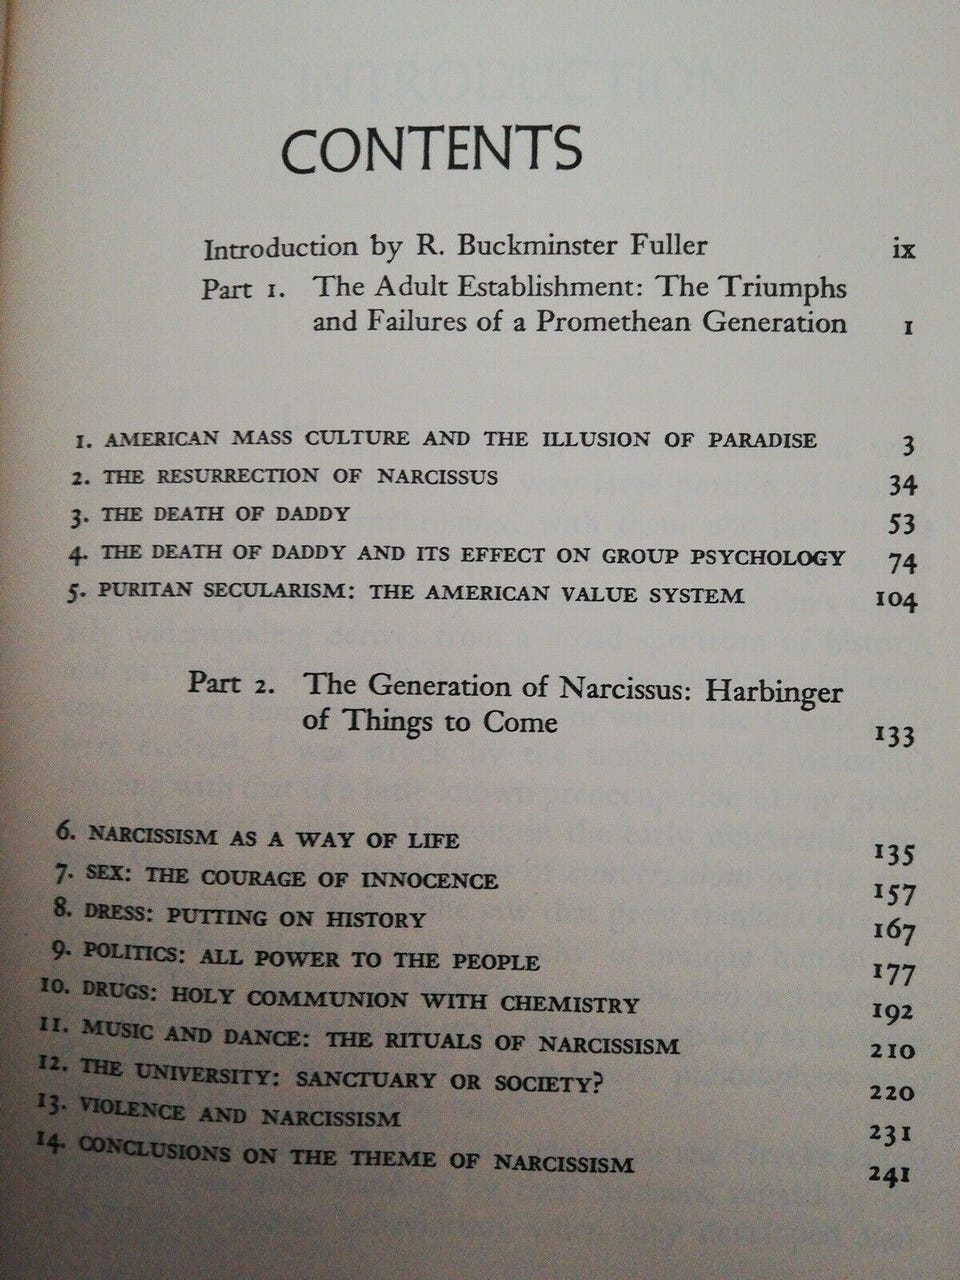 CONTENTS
Introduction by R. Buckminster Fuller ix
Part 1. The Adult Establishment: The Triumphs
and Failures of a Promethean Generation 1
1. AMERICAN MASS CULTURE AND THE ILLUSION OF PARADISE 3
2. THE RESURRECTION OF NARCISSUS 34
3. THE DEATH OF DADDY 53
4. THE DEATH OF DADDY AND ITS EFFECT ON GROUP PSYCHOLOGY 74
5. PURITAN SECULARISM: THE AMERICAN VALUE SYSTEM 104
Part 2. The Generation of Narcissus: Harbinger
of Things to Come 133
6. NARCISSISM AS A WAY OF LIFE 135
7. SEX: THE COURAGE OF INNOCENCE 157
8. DRESS: PUTTING ON HISTORY 167
9. POLITICS: ALL POWER TO THE PEOPLE 177
10. DRUGS: HOLY COMMUNION WITH CHEMISTRY 192
11. MUSIC AND DANCE: THE RITUALS OF NARCISSISM 210
12. THE UNIVERSITY: SANCTUARY OR SOCIETY? 220
13. VIOLENCE AND NARCISSISM 231
14. CONCLUSIONS ON THE THEME OF NARCISSISM 241